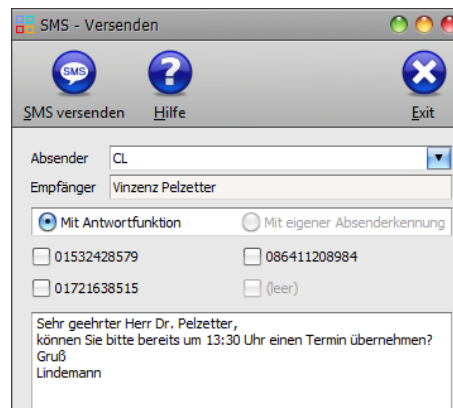 SMS - Versenden
SMS
?
SMS versenden Hilfe Exit
Absender CL
Empfänger Vinzenz Pelzetter
Mit Antwortfunktion Mit eigener Absenderkennung
01532428579 086411208984
01721638515 (leer)
Sehr geehrter Herr Dr. Pelzetter,
können Sie bitte bereits um 13:30 Uhr einen Termin übernehmen?
Gruß
Lindemann